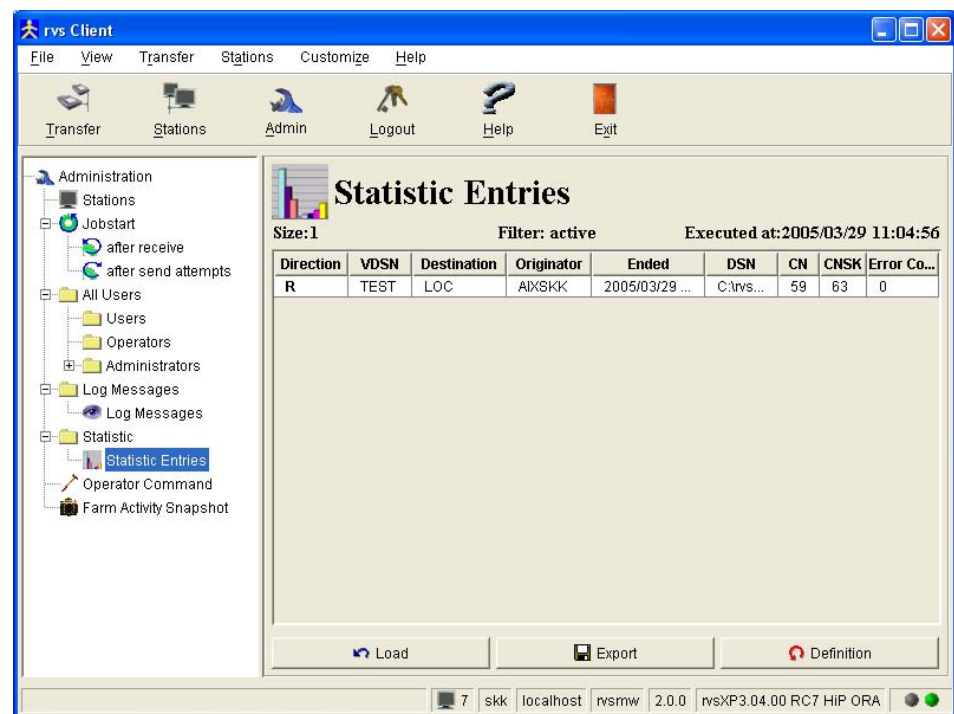 rvs Client
File View Transfer Stations Customize Help
Transfer Stations Admin Logout Help Exit
Administration
Stations
Jobstart
after receive
after send attempts
All Users
Users
Operators
Administrators
Log Messages
Log Messages
Statistic
Statistic Entries
Operator Command
Farm Activity Snapshot
Statistic Entries
Size:1 Filter: active Executed at:2005/03/29 11:04:56
Direction VDSN Destination Originator Ended DSN CN CNSK Error Co...
R TEST LOC AIXSKK 2005/03/29 ... C:\rvs... 59 63 0
Load Export Definition
7 skk localhost rvsmw 2.0.0 rvsXP3.04.00 RC7 HiP ORA